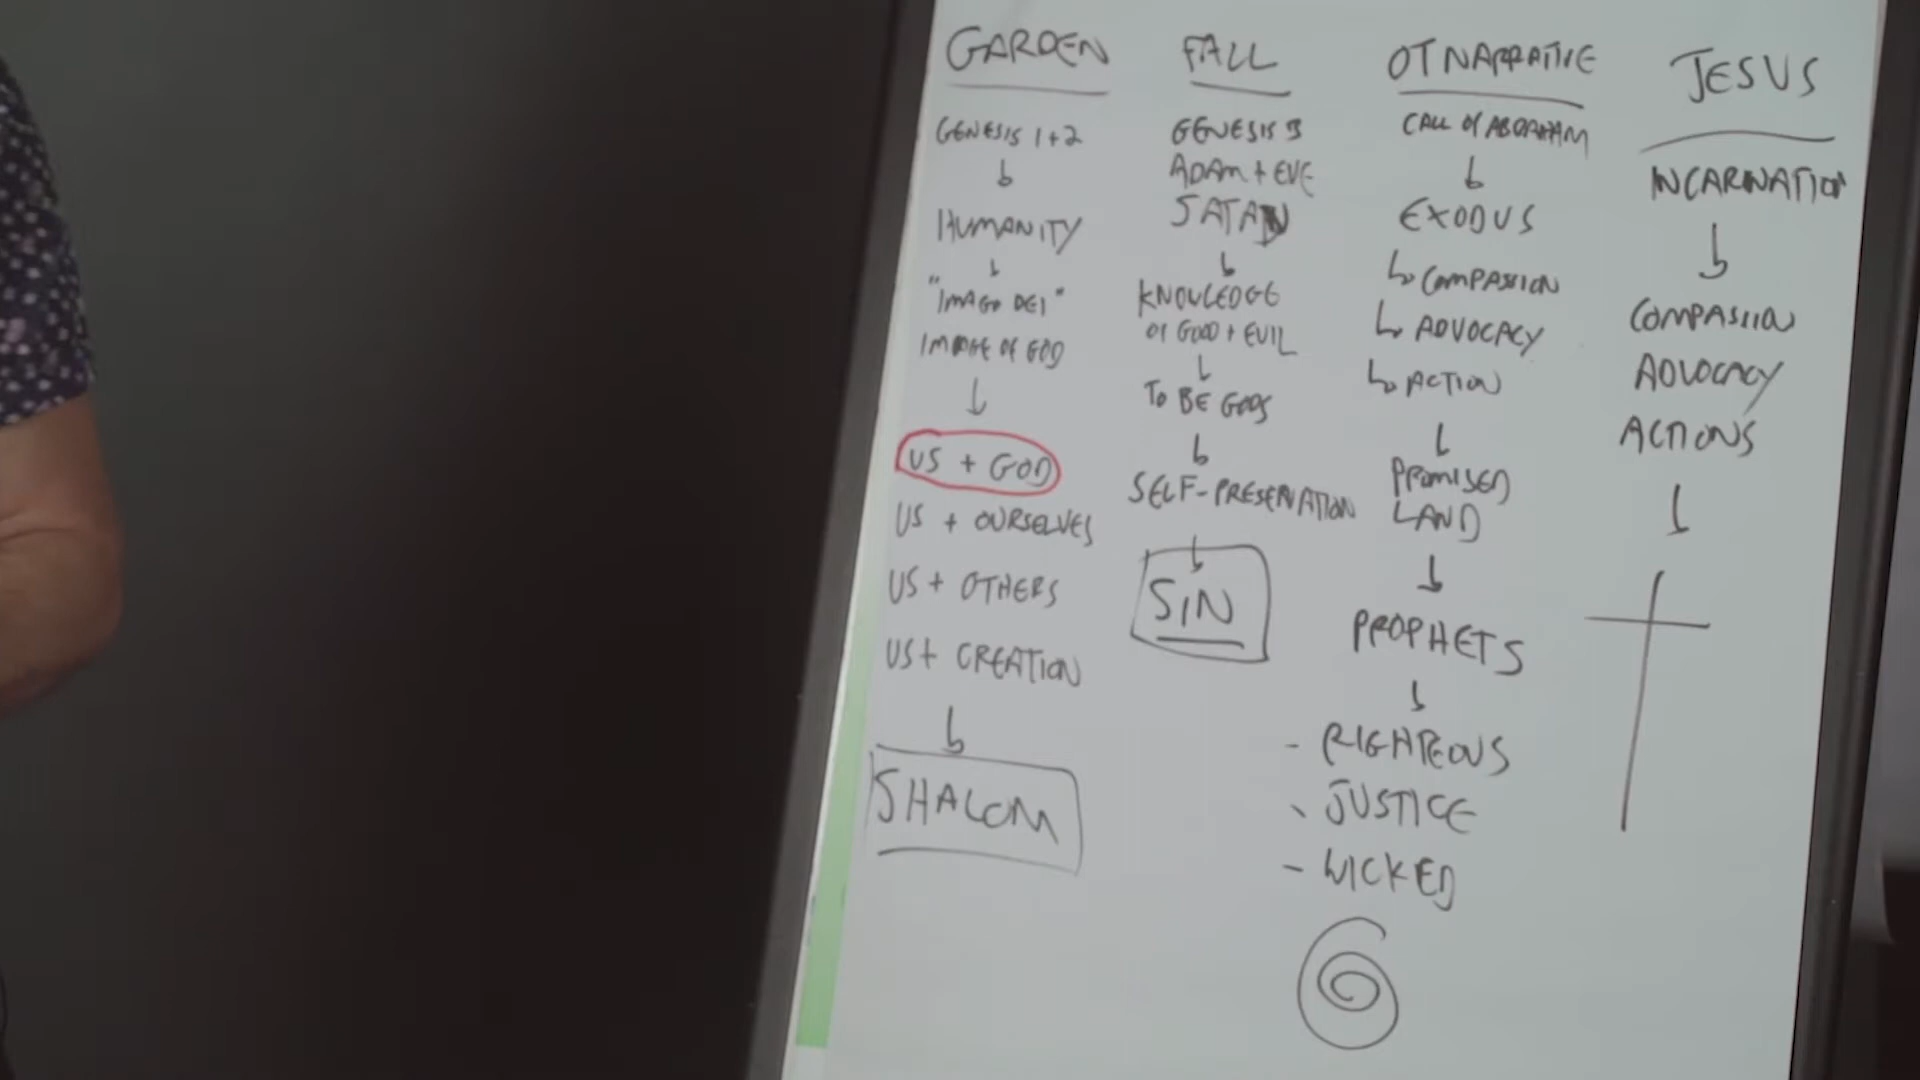 GARDEN
GENESIS 1+2
HUMANITY
"IMAGO DEI"
IMAGE OF GOD
US + GOD
US + OURSELVES
US + OTHERS
US + CREATION
SHALOM
FALL
GENESIS 3
ADAM + EVE
SATAN
KNOWLEDGE
OF GOOD + EVIL
TO BE GODS
SELF-PRESERVATION
SIN
OT NARRATIVE
CALL OF ABRAHAM
EXODUS
COMPASSION
ADVOCACY
ACTION
PROMISED
LAND
PROPHETS
- RIGHTEOUS
- JUSTICE
- WICKED
JESUS
INCARNATION
COMPASSION
ADVOCACY
ACTIONS